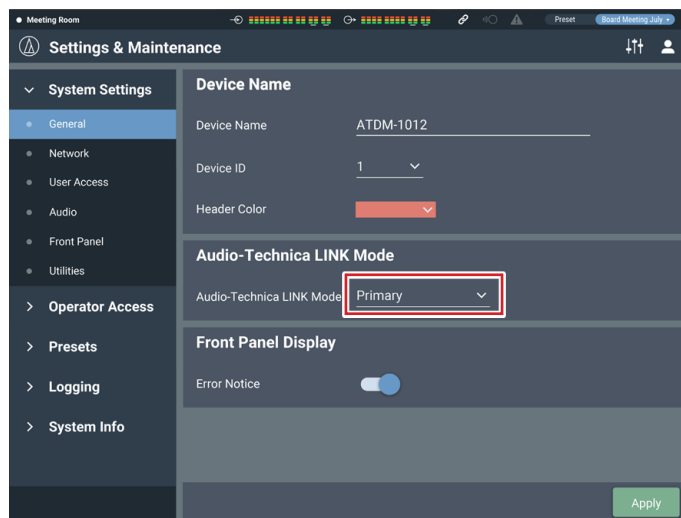 Meeting Room
Preset
Board Meeting July
Settings & Maintenance
System Settings
General
Network
User Access
Audio
Front Panel
Utilities
Operator Access
Presets
Logging
System Info
Device Name
Device Name ATDM-1012
Device ID 1
Header Color
Audio-Technica LINK Mode
Audio-Technica LINK Mode Primary
Front Panel Display
Error Notice
Apply